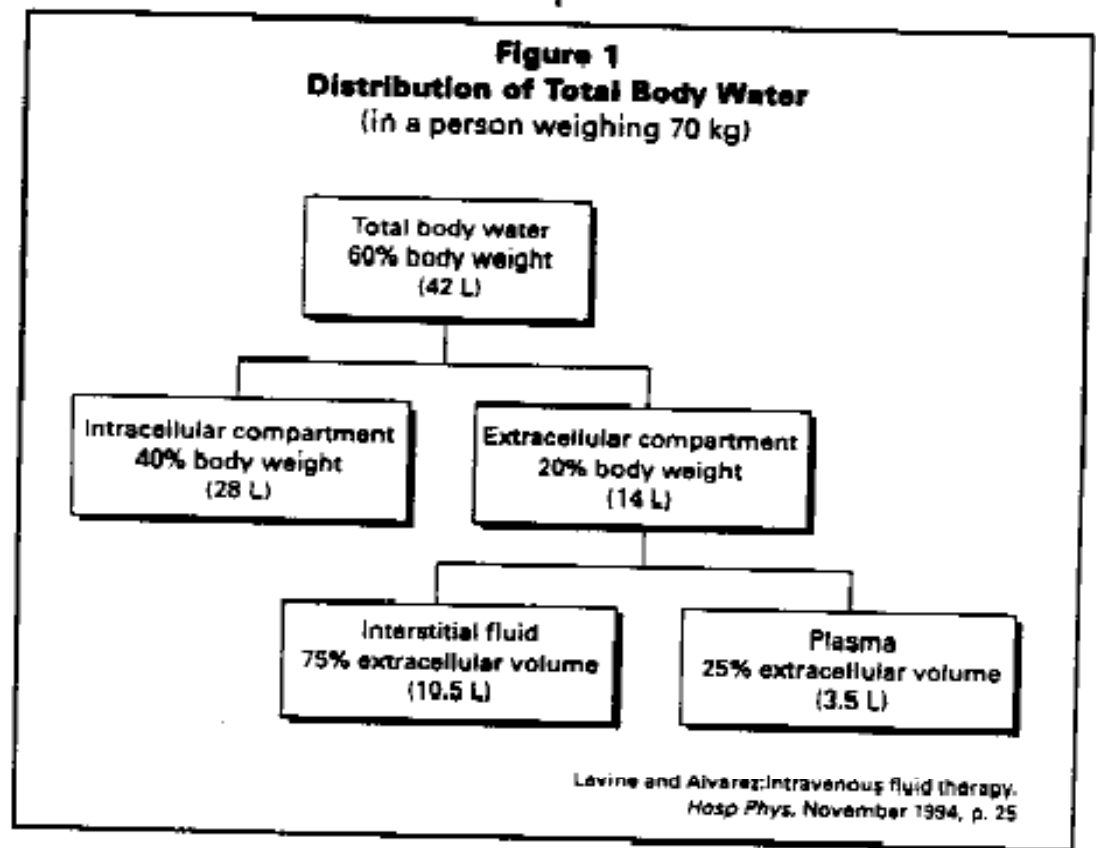 Figure 1
Distribution of Total Body Water
(in a person weighing 70 kg)
Total body water
60% body weight
(42 L)
Intracellular compartment
40% body weight
(28 L)
Extracellular compartment
20% body weight
(14 L)
Interstitial fluid
75% extracellular volume
(10.5 L)
Plasma
25% extracellular volume
(3.5 L)
Lavine and Alvarez:Intravenous fluid therapy.
Hosp Phys. November 1994, p. 25